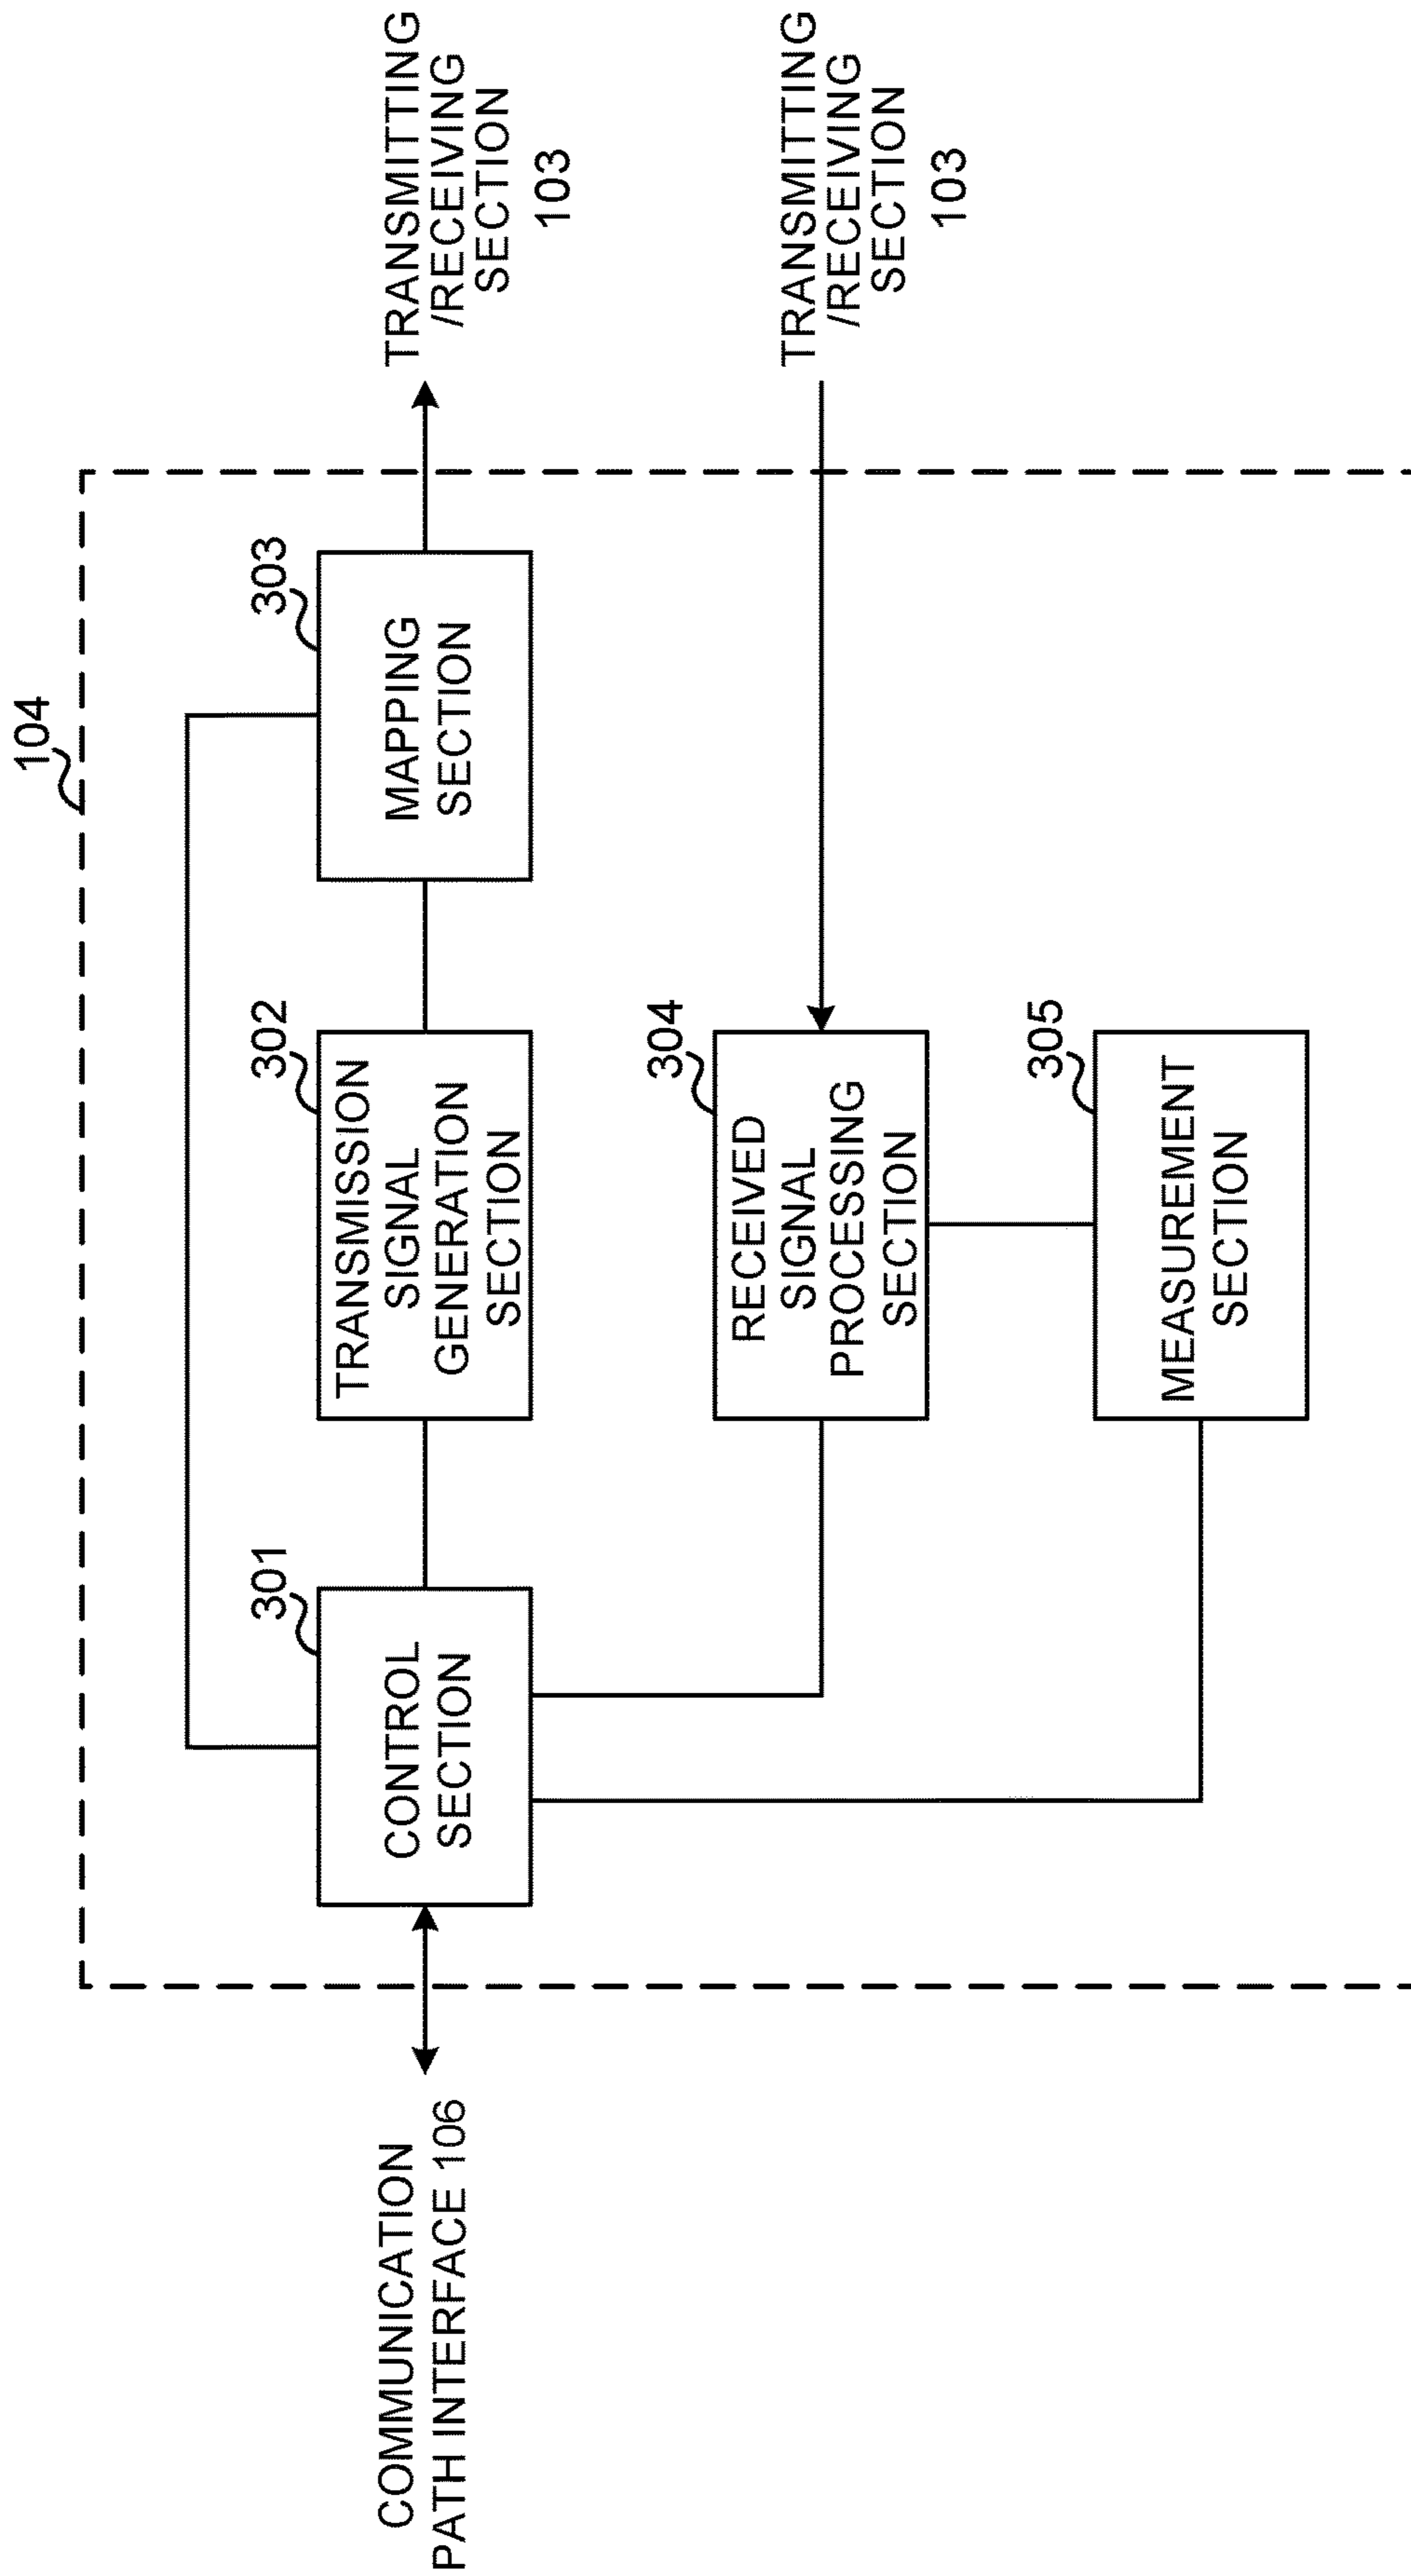 104
303
MAPPING
SECTION
TRANSMITTING
/RECEIVING
SECTION
103
302
TRANSMISSION
SIGNAL
GENERATION
SECTION
301
CONTROL
SECTION
COMMUNICATION
PATH INTERFACE 106
304
RECEIVED
SIGNAL
PROCESSING
SECTION
TRANSMITTING
/RECEIVING
SECTION
103
305
MEASUREMENT
SECTION